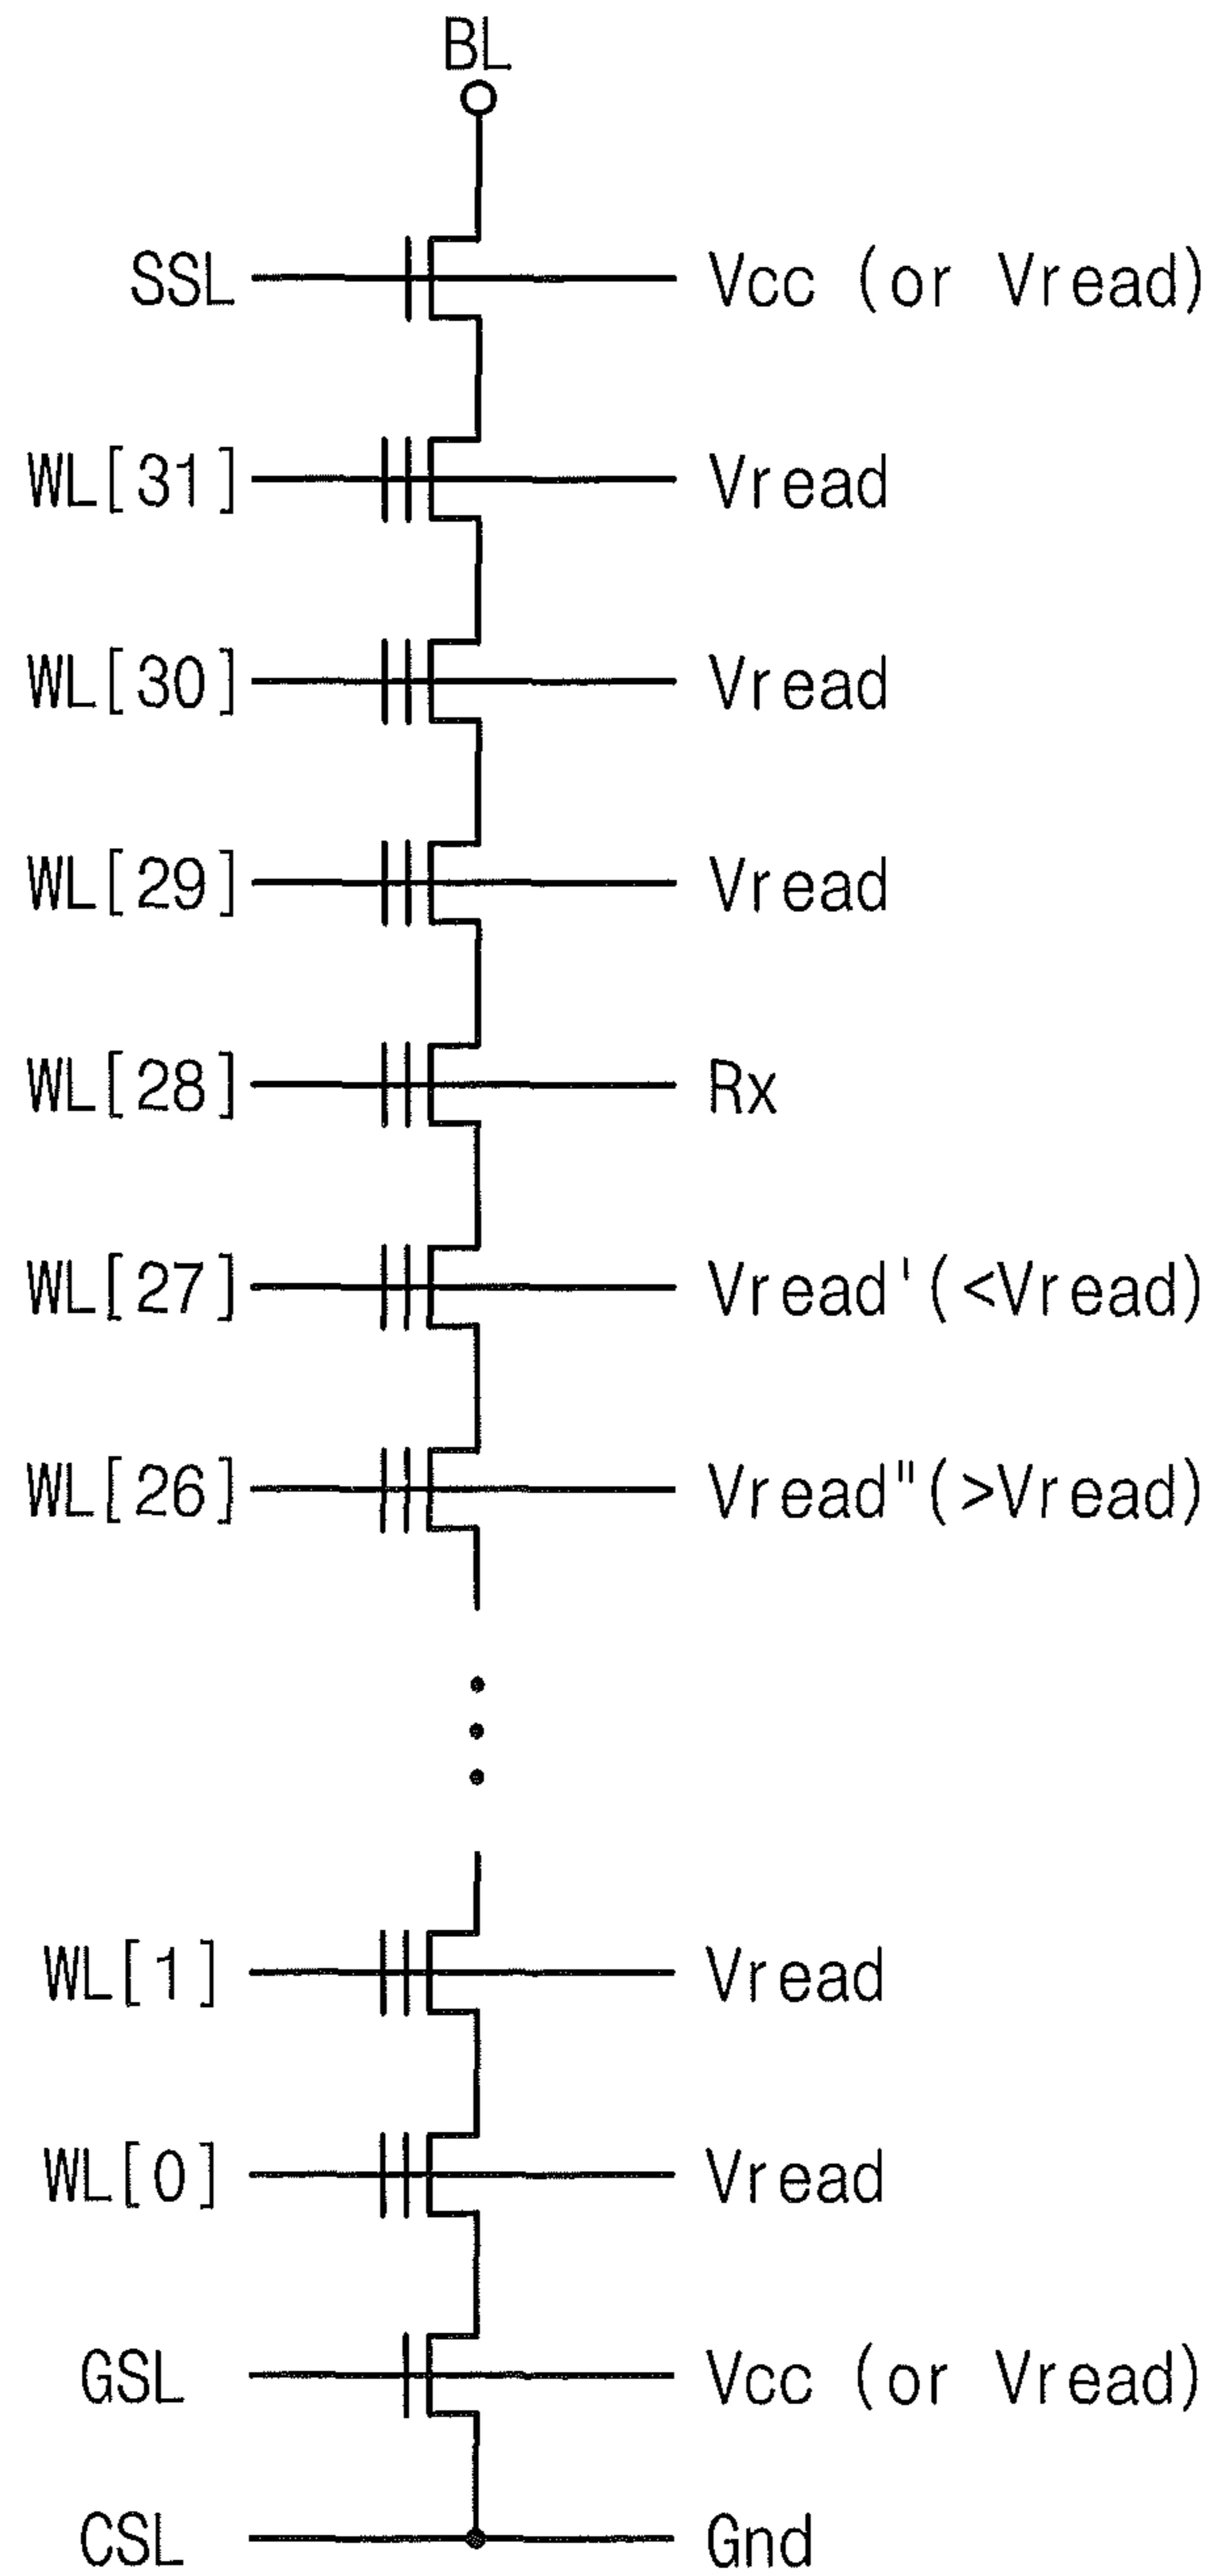 BL
SSL Vcc (or Vread)
WL[31] Vread
WL[30] Vread
WL[29] Vread
WL[28] Rx
WL[27] Vread'(<Vread)
WL[26] Vread"(>Vread)
WL[1] Vread
WL[0] Vread
GSL Vcc (or Vread)
CSL Gnd